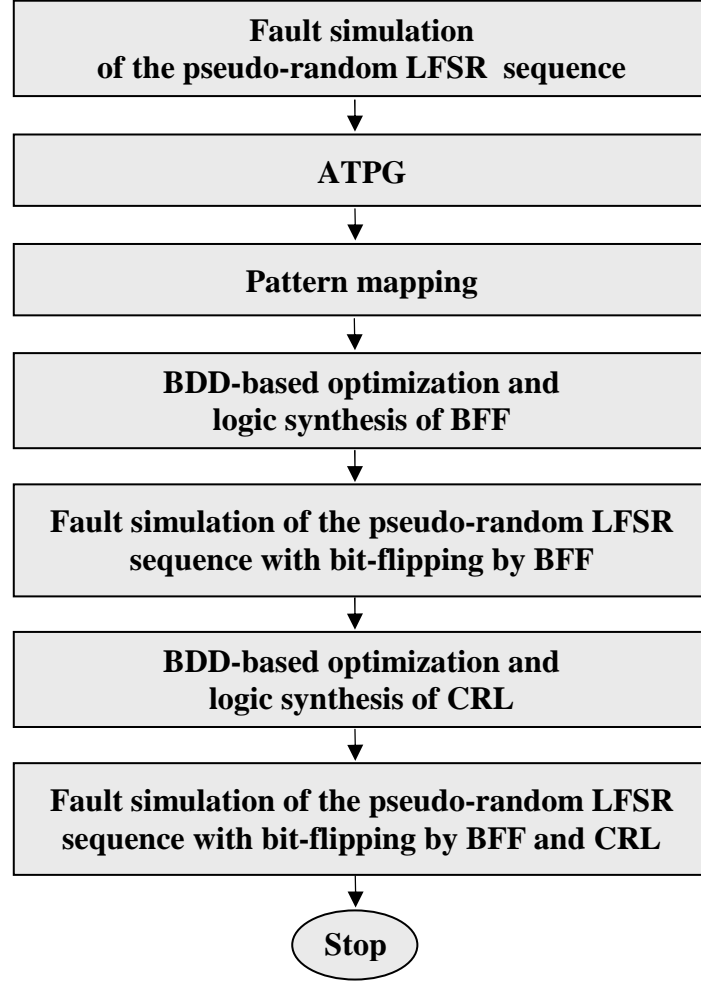 Fault simulation
of the pseudo-random LFSR sequence
ATPG
Pattern mapping
BDD-based optimization and
logic synthesis of BFF
Fault simulation of the pseudo-random LFSR
sequence with bit-flipping by BFF
BDD-based optimization and
logic synthesis of CRL
Fault simulation of the pseudo-random LFSR
sequence with bit-flipping by BFF and CRL
Stop